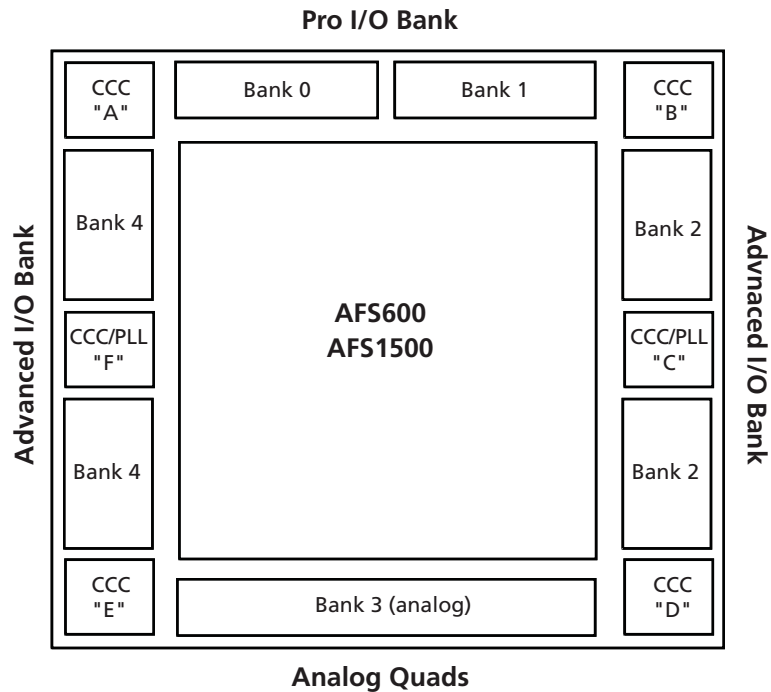 Pro I/O Bank
CCC
"A"
Bank 0
Bank 1
CCC
"B"
Bank 4
Bank 2
Advanced I/O Bank
AFS600
AFS1500
Advnaced I/O Bank
CCC/PLL
"F"
CCC/PLL
"C"
Bank 4
Bank 2
CCC
"E"
Bank 3 (analog)
CCC
"D"
Analog Quads